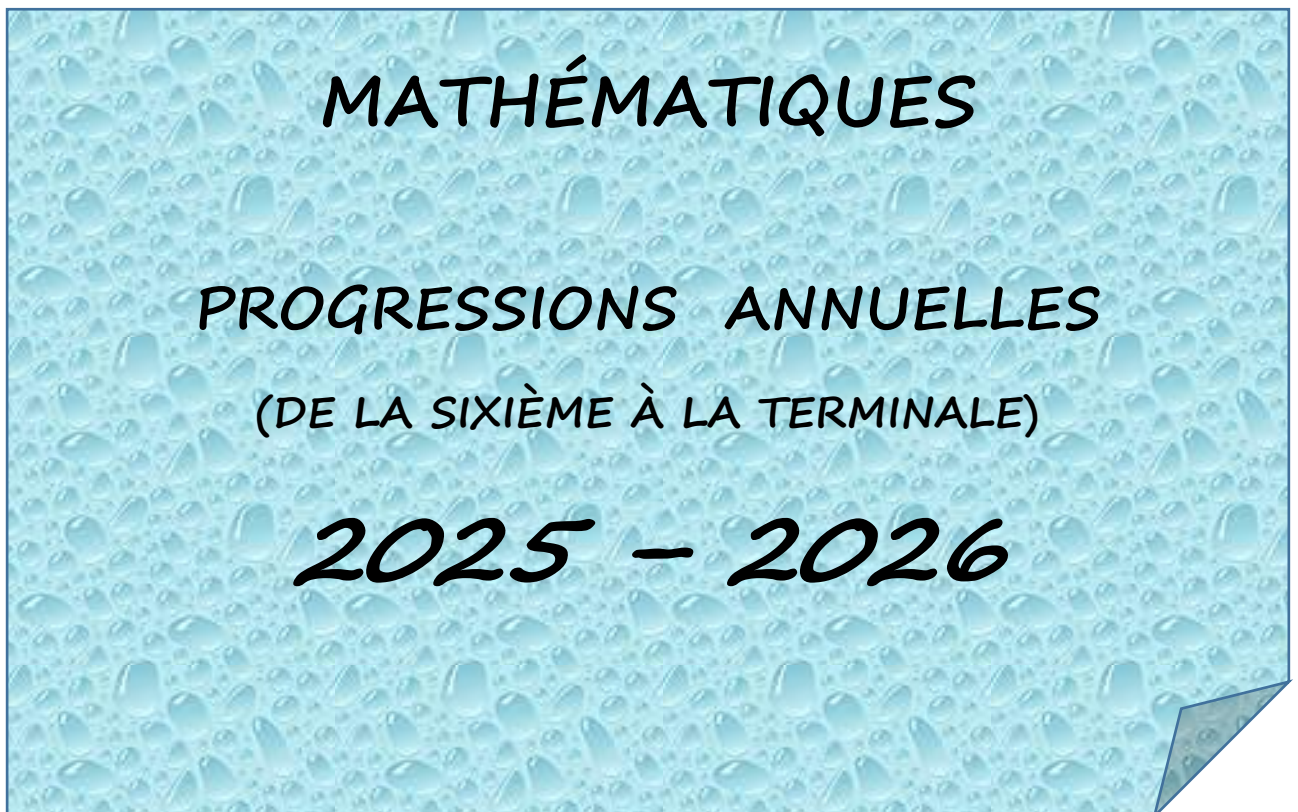 MATHÉMATIQUES
PROGRESSIONS ANNUELLES
(DE LA SIXIÈME À LA TERMINALE)
2025 – 2026